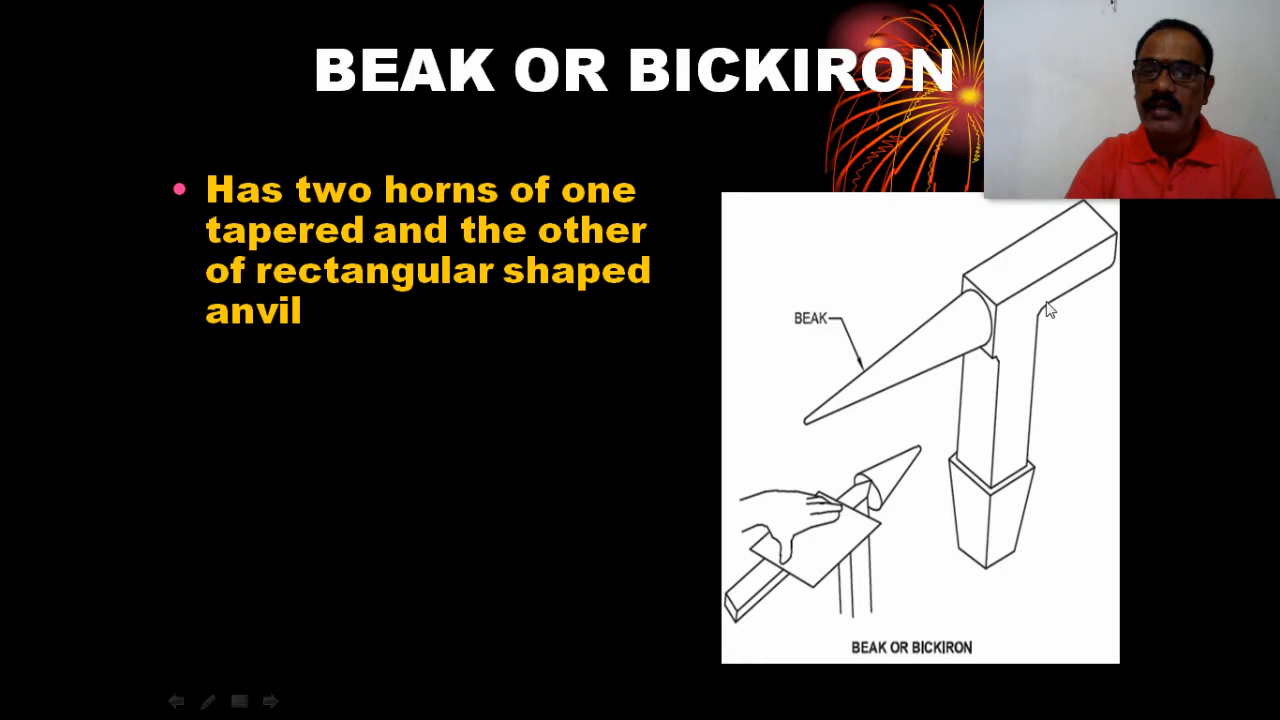 BEAK OR BICKIRON
• Has two horns of one
tapered and the other
of rectangular shaped
anvil
BEAK
BEAK OR BICKIRON